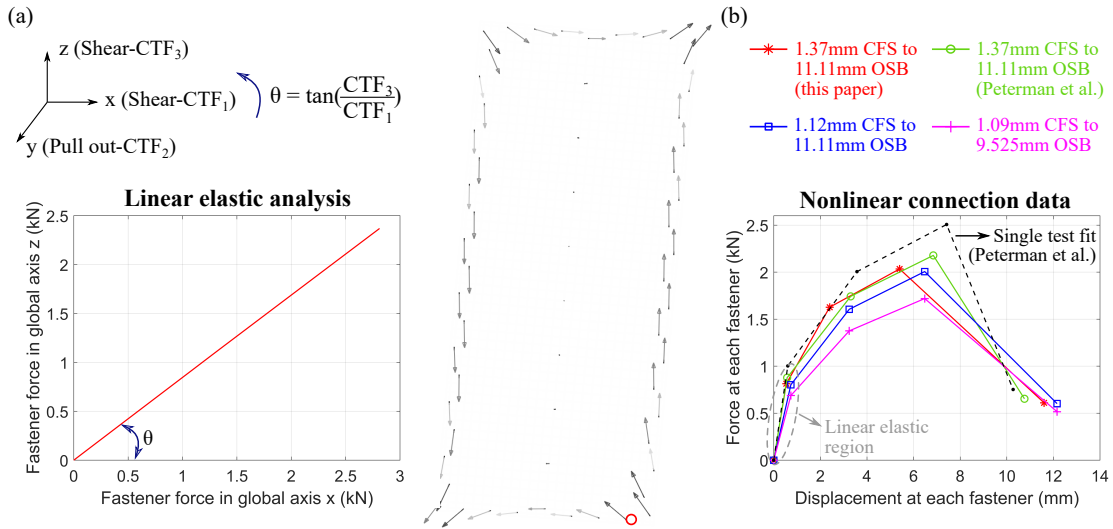 (a)
z (Shear-CTF₃)
x (Shear-CTF₁)
y (Pull out-CTF₂)
θ = tan(CTF₃/CTF₁)
Linear elastic analysis
Fastener force in global axis z (kN)
2.5
2
1.5
1
0.5
0
θ
0 0.5 1 1.5 2 2.5 3
Fastener force in global axis x (kN)
(b)
1.37mm CFS to
11.11mm OSB
(this paper)
1.37mm CFS to
11.11mm OSB
(Peterman et al.)
1.12mm CFS to
11.11mm OSB
1.09mm CFS to
9.525mm OSB
Nonlinear connection data
Force at each fastener (kN)
2.5
2
1.5
1
0.5
0
Single test fit
(Peterman et al.)
Linear elastic
region
0 2 4 6 8 10 12 14
Displacement at each fastener (mm)